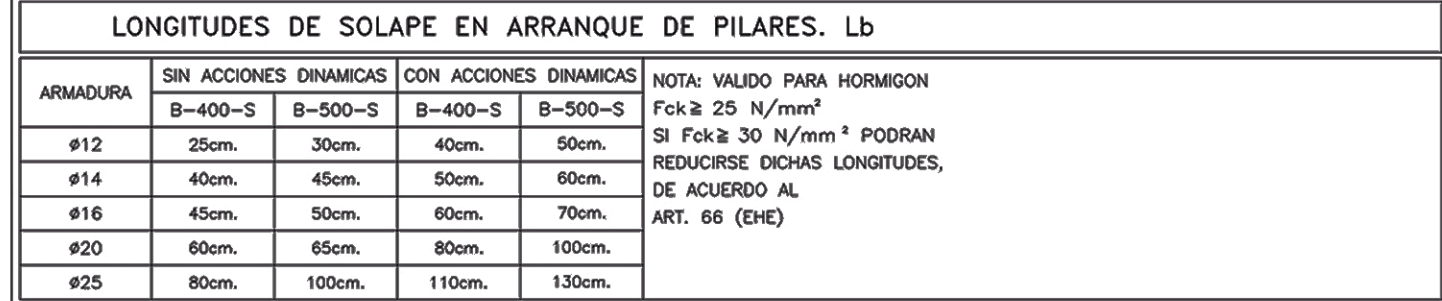 LONGITUDES DE SOLAPE EN ARRANQUE DE PILARES. Lb
ARMADURA SIN ACCIONES DINAMICAS CON ACCIONES DINAMICAS
B-400-S B-500-S B-400-S B-500-S
ø12 25cm. 30cm. 40cm. 50cm.
ø14 40cm. 45cm. 50cm. 60cm.
ø16 45cm. 50cm. 60cm. 70cm.
ø20 60cm. 65cm. 80cm. 100cm.
ø25 80cm. 100cm. 110cm. 130cm.
NOTA: VALIDO PARA HORMIGON
Fck≥ 25 N/mm²
SI Fck≥ 30 N/mm² PODRAN
REDUCIRSE DICHAS LONGITUDES,
DE ACUERDO AL
ART. 66 (EHE)